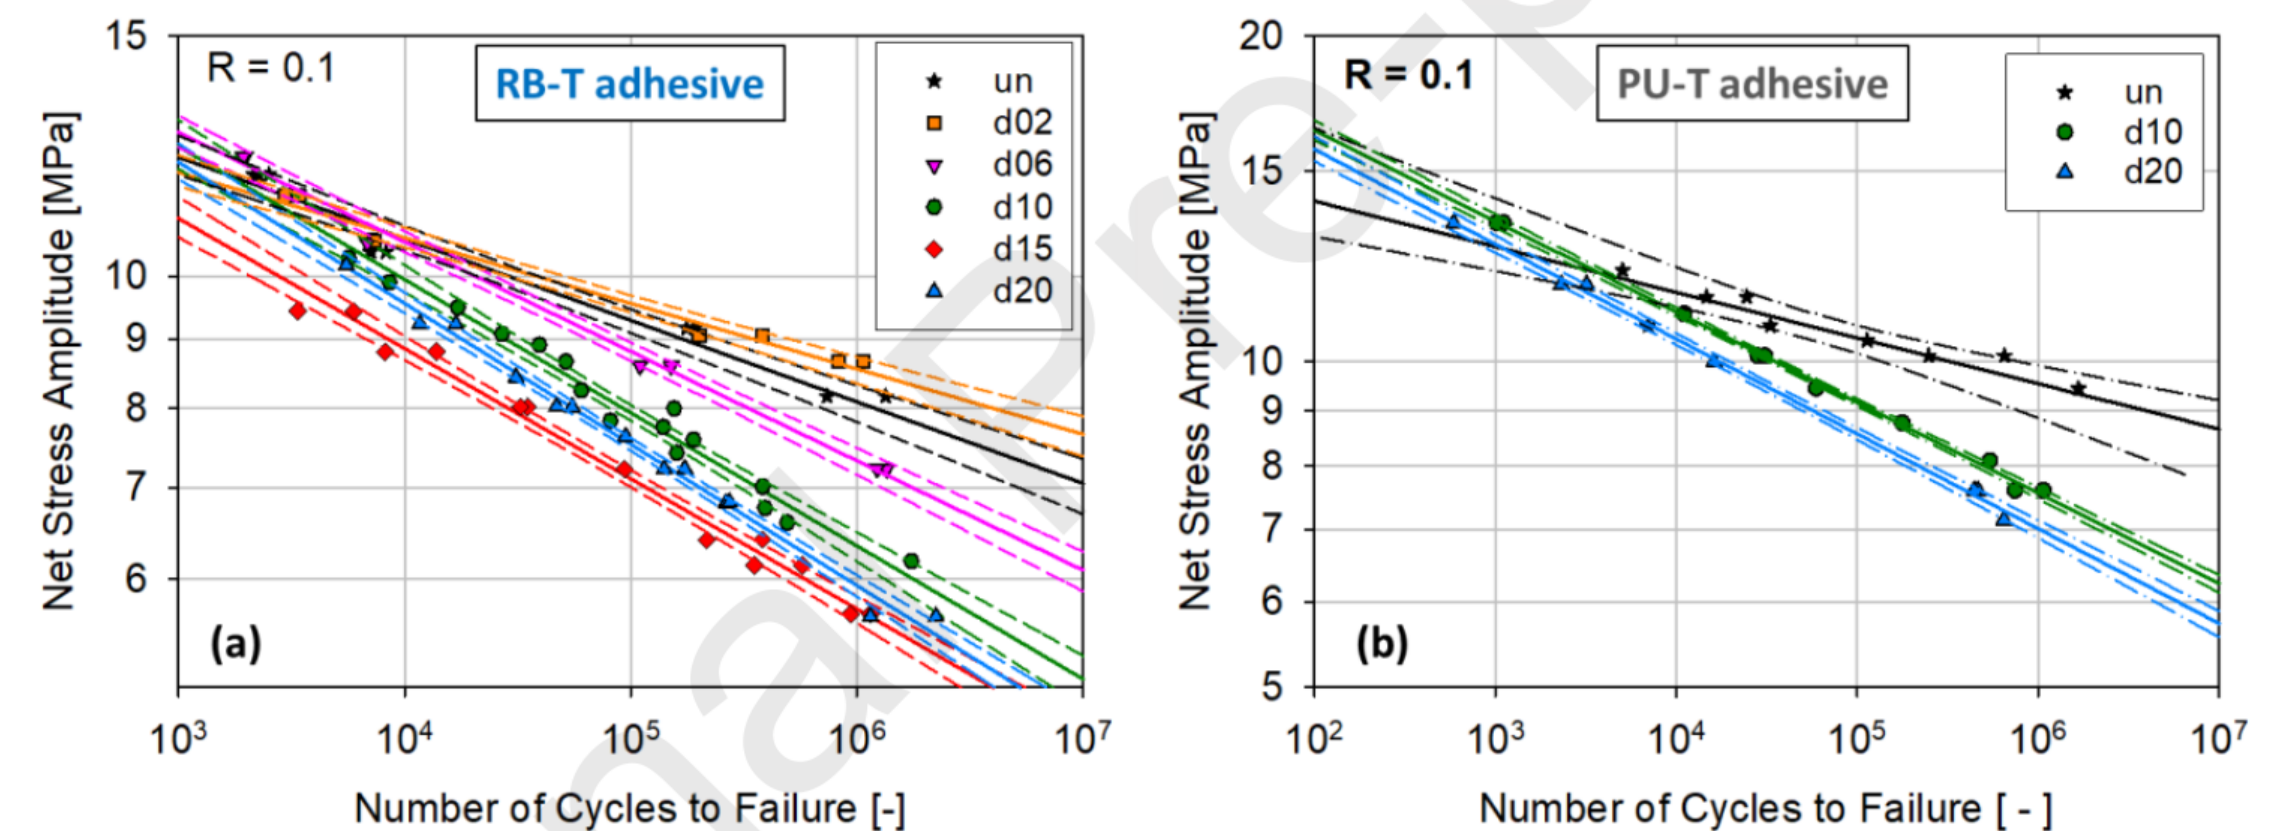 15
10
9
8
7
6
Net Stress Amplitude [MPa]
R = 0.1
RB-T adhesive
un
d02
d06
d10
d15
d20
(a)
10³ 10⁴ 10⁵ 10⁶ 10⁷
Number of Cycles to Failure [-]
20
15
10
9
8
7
6
5
Net Stress Amplitude [MPa]
R = 0.1
PU-T adhesive
un
d10
d20
(b)
10² 10³ 10⁴ 10⁵ 10⁶ 10⁷
Number of Cycles to Failure [ - ]